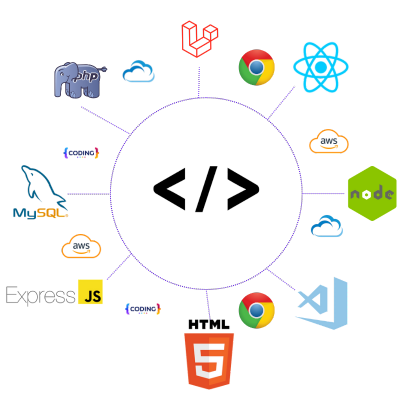 php
aws
{CODING}
</>
node
MySQL
aws
Express JS
{CODING}
HTML
5